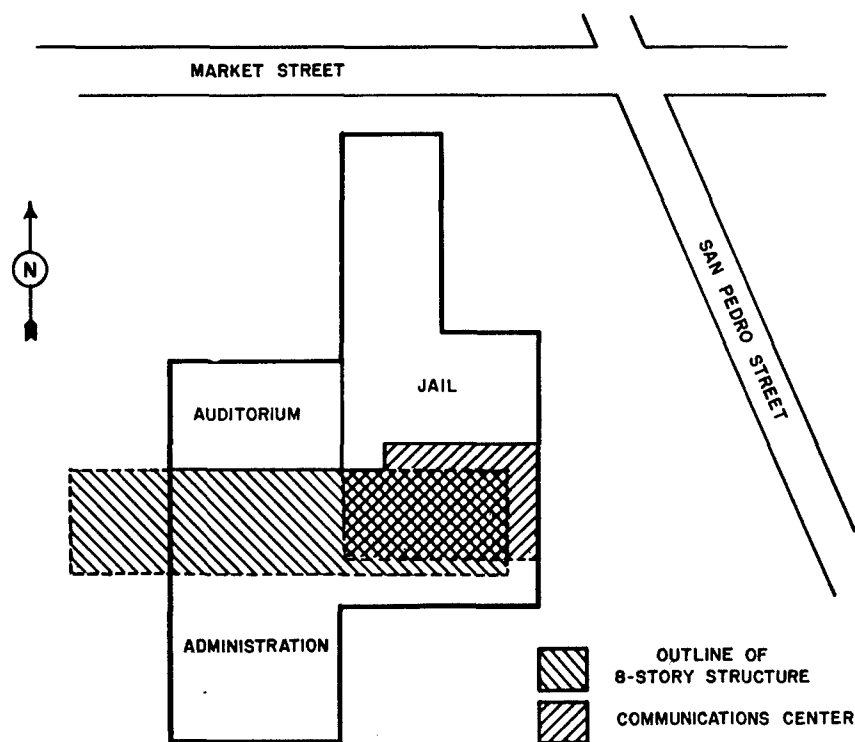 MARKET STREET
N
SAN PEDRO STREET
JAIL
AUDITORIUM
ADMINISTRATION
OUTLINE OF
8-STORY STRUCTURE
COMMUNICATIONS CENTER